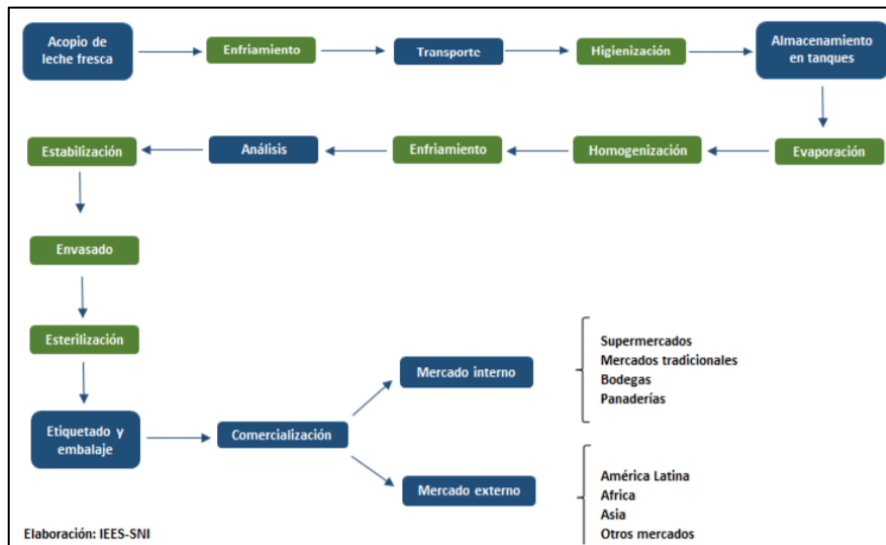 Acopio de
leche fresca
Enfriamiento
Transporte
Higienización
Almacenamiento
en tanques
Evaporación
Homogenización
Enfriamiento
Análisis
Estabilización
Envasado
Esterilización
Etiquetado y
embalaje
Comercialización
Mercado interno
Supermercados
Mercados tradicionales
Bodegas
Panaderías
Mercado externo
América Latina
Africa
Asia
Otros mercados
Elaboración: IEES-SNI